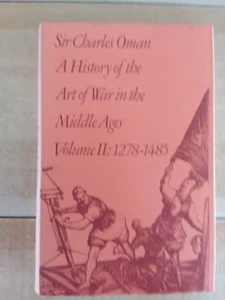 Sir Charles Oman
A History of the
Art of War in the
Middle Ages
Volume II: 1278-1485